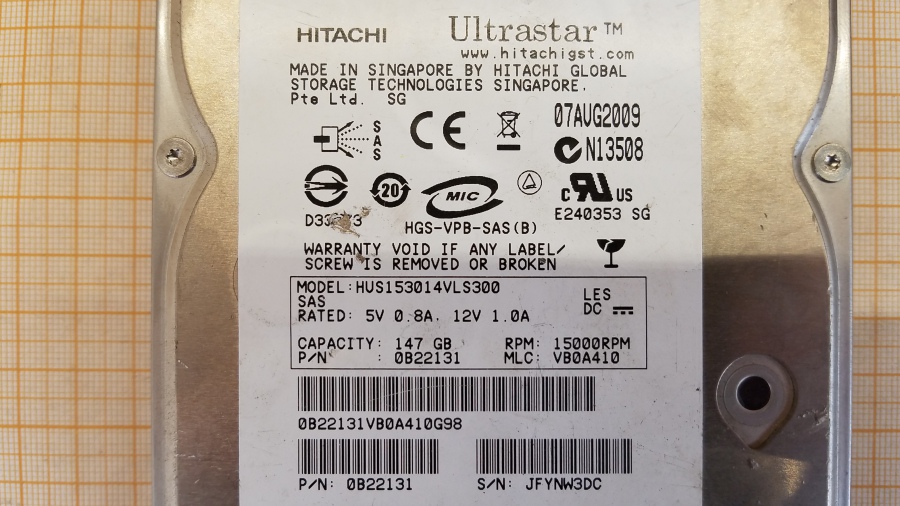 HITACHI Ultrastar™
www.hitachigst.com
MADE IN SINGAPORE BY HITACHI GLOBAL
STORAGE TECHNOLOGIES SINGAPORE.
Pte Ltd. SG
07AUG2009
SAS
CE
N13508
20
MIC
c RU US
E240353 SG
HGS-VPB-SAS(B)
WARRANTY VOID IF ANY LABEL/
SCREW IS REMOVED OR BROKEN
MODEL:HUS153014VLS300
SAS
LES
DC
RATED: 5V 0.8A, 12V 1.0A
CAPACITY: 147 GB RPM: 15000RPM
P/N : 0B22131 MLC: VB0A410
0B22131VB0A410G98
P/N: 0B22131 S/N: JFYNW3DC